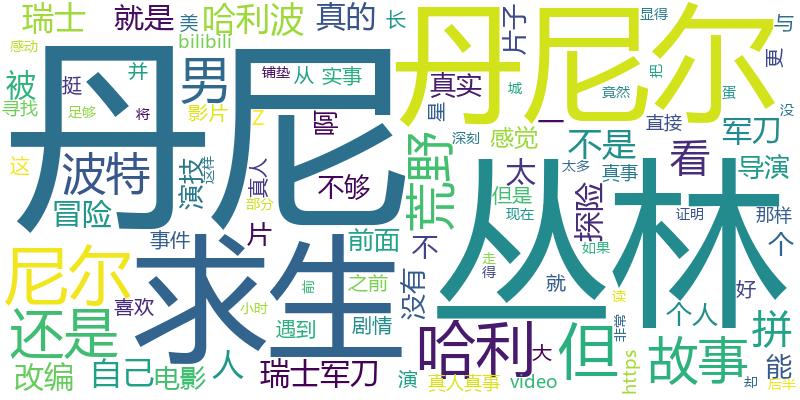 瑞士 就是 美 哈利波 真的 长 片子 显得 与
感动 bilibili 丹尼尔 把 更
丹尼 男 挺 并 铺垫 从 实事 城 竟然 蛋 没
被 寻找 足够 将 影片 Z 啊 真实 星 一 直接 军刀
这 波特 演技 这样 真人 不够 荒野 感觉 深刻 不是 看 导演
冒险 部分 太 太多 真事 探险 但是 现在 证明 那样
事件 片 前面 不 丛林 如果 个
尼尔 求生 没有 走 得 就 好
喜欢 前 之前 读 个人
还是 小时 遇到 剧情 哈利 大 但 非常 故事 拼
改编 自己 电影 人 瑞士军刀 演 真人真事 video https 却 能 后半